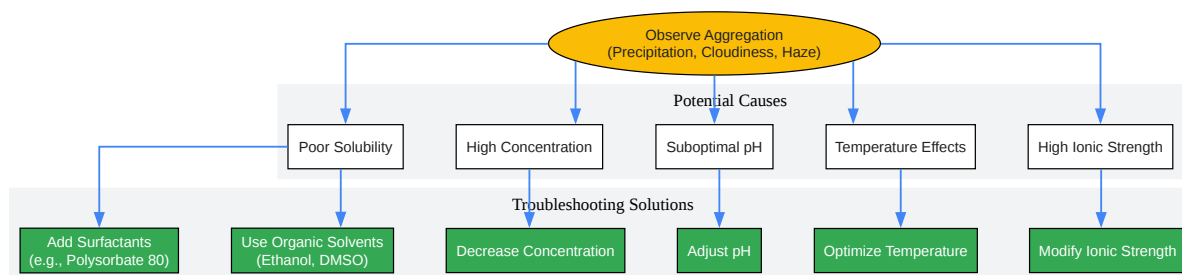 Observe Aggregation
(Precipitation, Cloudiness, Haze)
Potential Causes
Poor Solubility
High Concentration
Suboptimal pH
Temperature Effects
High Ionic Strength
Troubleshooting Solutions
Add Surfactants
(e.g., Polysorbate 80)
Use Organic Solvents
(Ethanol, DMSO)
Decrease Concentration
Adjust pH
Optimize Temperature
Modify Ionic Strength